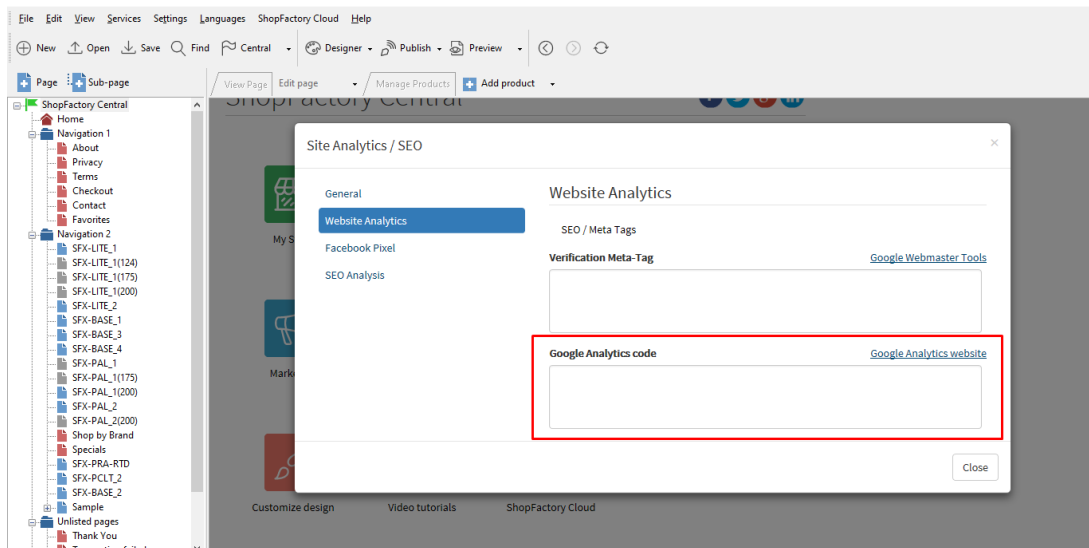 File Edit View Services Settings Languages ShopFactory Cloud Help
New Open Save Find Central Designer Publish Preview
Page Sub-page View Page Edit page Manage Products Add product
ShopFactory Central
ShopFactory Central
Home
Navigation 1
About
Privacy
Terms
Checkout
Contact
Favorites
Navigation 2
SFX-LITE_1
SFX-LITE_1(124)
SFX-LITE_1(175)
SFX-LITE_1(200)
SFX-LITE_2
SFX-BASE_1
SFX-BASE_3
SFX-BASE_4
SFX-PAL_1
SFX-PAL_1(175)
SFX-PAL_1(200)
SFX-PAL_2
SFX-PAL_2(200)
Shop by Brand
Specials
SFX-PRA-RTD
SFX-PCLT_2
SFX-BASE_2
Sample
Unlisted pages
Thank You
My S
Mark
Customize design Video tutorials ShopFactory Cloud
Site Analytics / SEO ×
General
Website Analytics
Facebook Pixel
SEO Analysis
Website Analytics
SEO / Meta Tags
Verification Meta-Tag Google Webmaster Tools
Google Analytics code Google Analytics website
Close